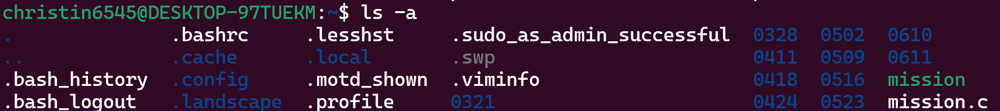 christin6545@DESKTOP-97TUEKM:~$ ls -a
. .bashrc .lesshst .sudo_as_admin_successful 0328 0502 0610
.. .cache .local .swp 0411 0509 0611
.bash_history .config .motd_shown .viminfo 0418 0516 mission
.bash_logout .landscape .profile 0321 0424 0523 mission.c